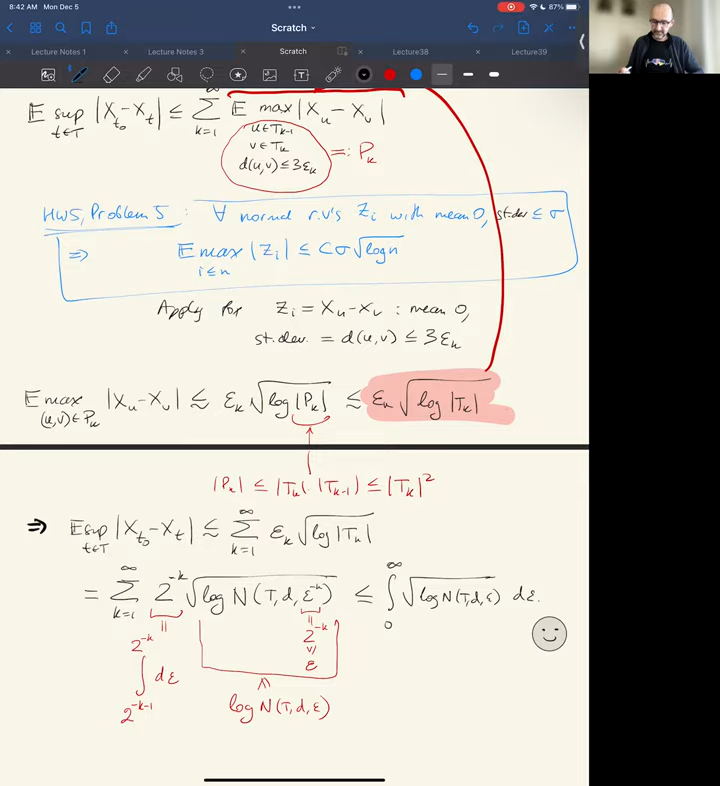 8:42 AM Mon Dec 5
87%
Scratch
Lecture Notes 1
Lecture Notes 3
Scratch
Lecture38
Lecture39
E sup_{t∈T} |X_{t_0} - X_t| ≤ Σ_{k=1}^∞ E max |X_u - X_v|
u∈T_{k-1}
v∈T_k
d(u,v) ≤ 3ε_k
=: P_k
HW5, Problem 5 : ∀ normal r.v's Z_i with mean 0, st.dev ≤ σ
⇒ E max_{i≤n} |Z_i| ≤ Cσ√(log n)
Apply for Z_i = X_u - X_v : mean 0,
st.dev. = d(u,v) ≤ 3ε_k
E max_{(u,v)∈P_k} |X_u - X_v| ≲ ε_k √(log |P_k|) ≲ ε_k √(log |T_k|)
|P_k| ≤ |T_k| · |T_{k-1}| ≤ |T_k|^2
⇒ E sup_{t∈T} |X_{t_0} - X_t| ≲ Σ_{k=1}^∞ ε_k √(log |T_k|)
= Σ_{k=1}^∞ 2^{-k} √(log N(T,d,ε^{-k})) ≤ ∫_0^∞ √(log N(T,d,ε)) dε.
|| ||
2^{-k} 2^{-k}
∫_{2^{-k-1}}^{2^{-k}} dε
∨/
ε
∧
log N(T,d,ε)